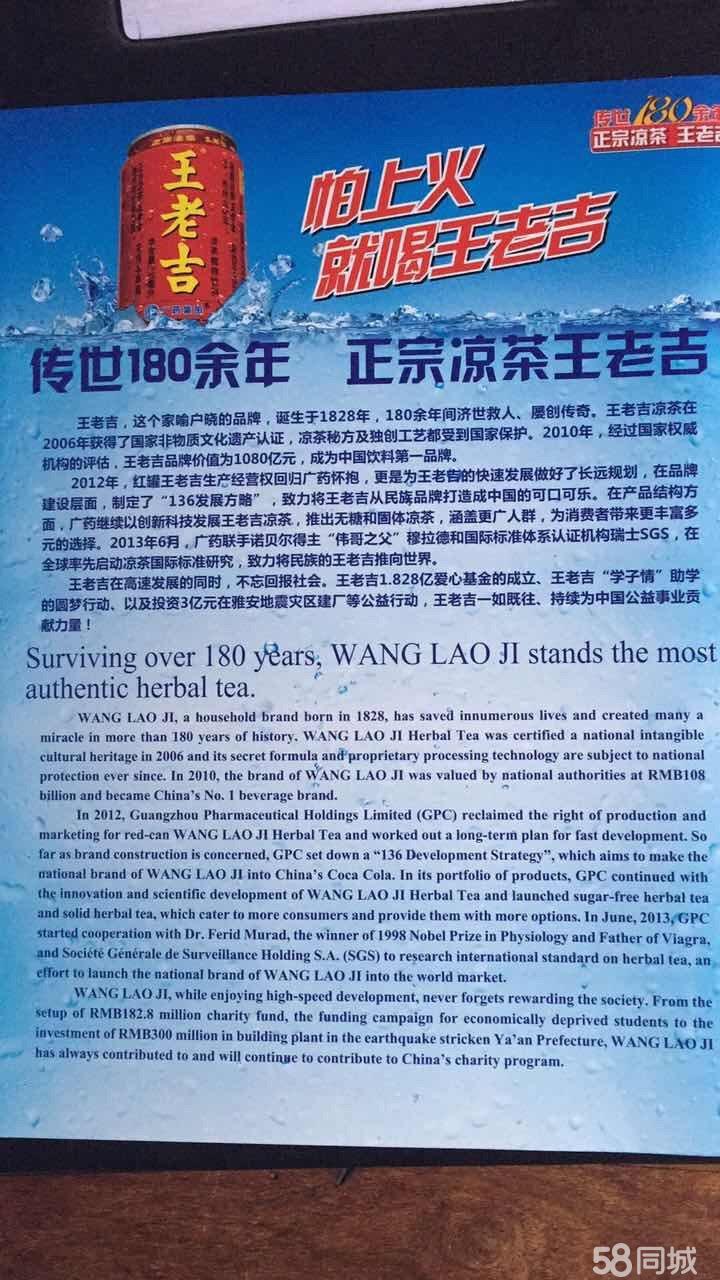 传世180余年
正宗凉茶 王老吉
王老吉
怕上火
就喝王老吉
传世180余年 正宗凉茶王老吉
王老吉，这个家喻户晓的品牌，诞生于1828年，180余年间济世救人、屡创传奇。王老吉凉茶在
2006年获得了国家非物质文化遗产认证，凉茶秘方及独创工艺都受到国家保护。2010年，经过国家权威
机构的评估，王老吉品牌价值为1080亿元，成为中国饮料第一品牌。
2012年，红罐王老吉生产经营权回归广药怀抱，更是为王老吉的快速发展做好了长远规划，在品牌
建设层面，制定了“136发展方略”，致力将王老吉从民族品牌打造成中国的可口可乐。在产品结构方
面，广药继续以创新科技发展王老吉凉茶，推出无糖和固体凉茶，涵盖更广人群，为消费者带来更丰富多
元的选择。2013年6月，广药联手诺贝尔得主“伟哥之父”穆拉德和国际标准体系认证机构瑞士SGS，在
全球率先启动凉茶国际标准研究，致力将民族的王老吉推向世界。
王老吉在高速发展的同时，不忘回报社会。王老吉1.828亿爱心基金的成立、王老吉“学子情”助学
的圆梦行动、以及投资3亿元在雅安地震灾区建厂等公益行动，王老吉一如既往、持续为中国公益事业贡
献力量！
Surviving over 180 years, WANG LAO JI stands the most
authentic herbal tea.
WANG LAO JI, a household brand born in 1828, has saved innumerous lives and created many a
miracle in more than 180 years of history. WANG LAO JI Herbal Tea was certified a national intangible
cultural heritage in 2006 and its secret formula and proprietary processing technology are subject to national
protection ever since. In 2010, the brand of WANG LAO JI was valued by national authorities at RMB108
billion and became China's No. 1 beverage brand.
In 2012, Guangzhou Pharmaceutical Holdings Limited (GPC) reclaimed the right of production and
marketing for red-can WANG LAO JI Herbal Tea and worked out a long-term plan for fast development. So
far as brand construction is concerned, GPC set down a “136 Development Strategy”, which aims to make the
national brand of WANG LAO JI into China's Coca Cola. In its portfolio of products, GPC continued with
the innovation and scientific development of WANG LAO JI Herbal Tea and launched sugar-free herbal tea
and solid herbal tea, which cater to more consumers and provide them with more options. In June, 2013, GPC
started cooperation with Dr. Ferid Murad, the winner of 1998 Nobel Prize in Physiology and Father of Viagra,
and Société Générale de Surveillance Holding S.A. (SGS) to research international standard on herbal tea, an
effort to launch the national brand of WANG LAO JI into the world market.
WANG LAO JI, while enjoying high-speed development, never forgets rewarding the society. From the
setup of RMB182.8 million charity fund, the funding campaign for economically deprived students to the
investment of RMB300 million in building plant in the earthquake stricken Ya'an Prefecture, WANG LAO JI
has always contributed to and will continue to contribute to China's charity program.
58同城